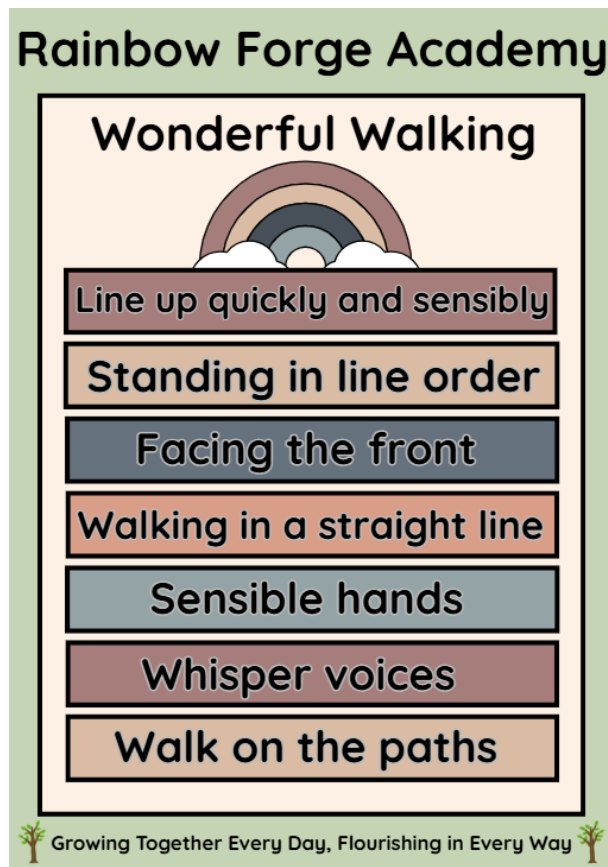 Rainbow Forge Academy
Wonderful Walking
Line up quickly and sensibly
Standing in line order
Facing the front
Walking in a straight line
Sensible hands
Whisper voices
Walk on the paths
Growing Together Every Day, Flourishing in Every Way